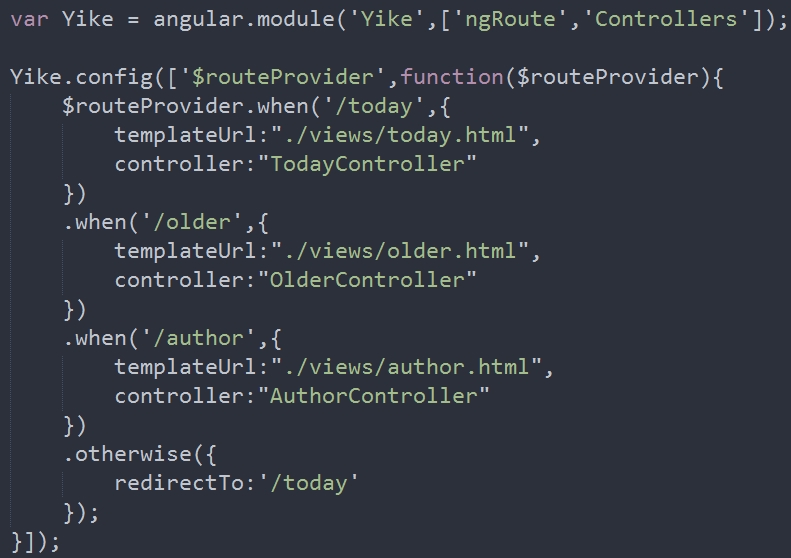 var Yike = angular.module('Yike',['ngRoute','Controllers']);

Yike.config(['$routeProvider',function($routeProvider){
    $routeProvider.when('/today',{
        templateUrl:"./views/today.html",
        controller:"TodayController"
    })
    .when('/older',{
        templateUrl:"./views/older.html",
        controller:"OlderController"
    })
    .when('/author',{
        templateUrl:"./views/author.html",
        controller:"AuthorController"
    })
    .otherwise({
        redirectTo:'/today'
    });
}]);